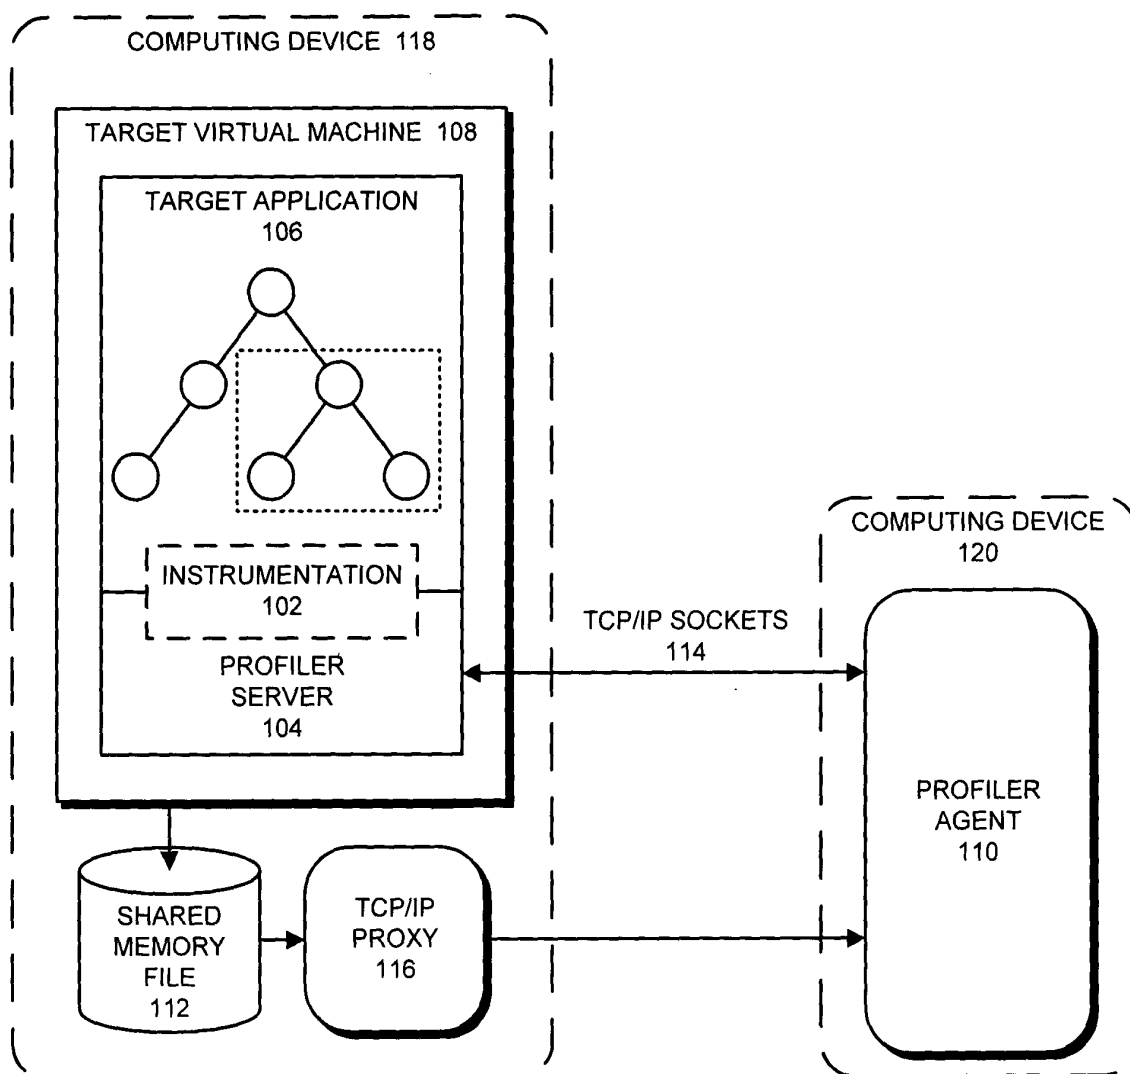 COMPUTING DEVICE 118
TARGET VIRTUAL MACHINE 108
TARGET APPLICATION
106
INSTRUMENTATION
102
PROFILER
SERVER
104
TCP/IP SOCKETS
114
COMPUTING DEVICE
120
PROFILER
AGENT
110
SHARED
MEMORY
FILE
112
TCP/IP
PROXY
116